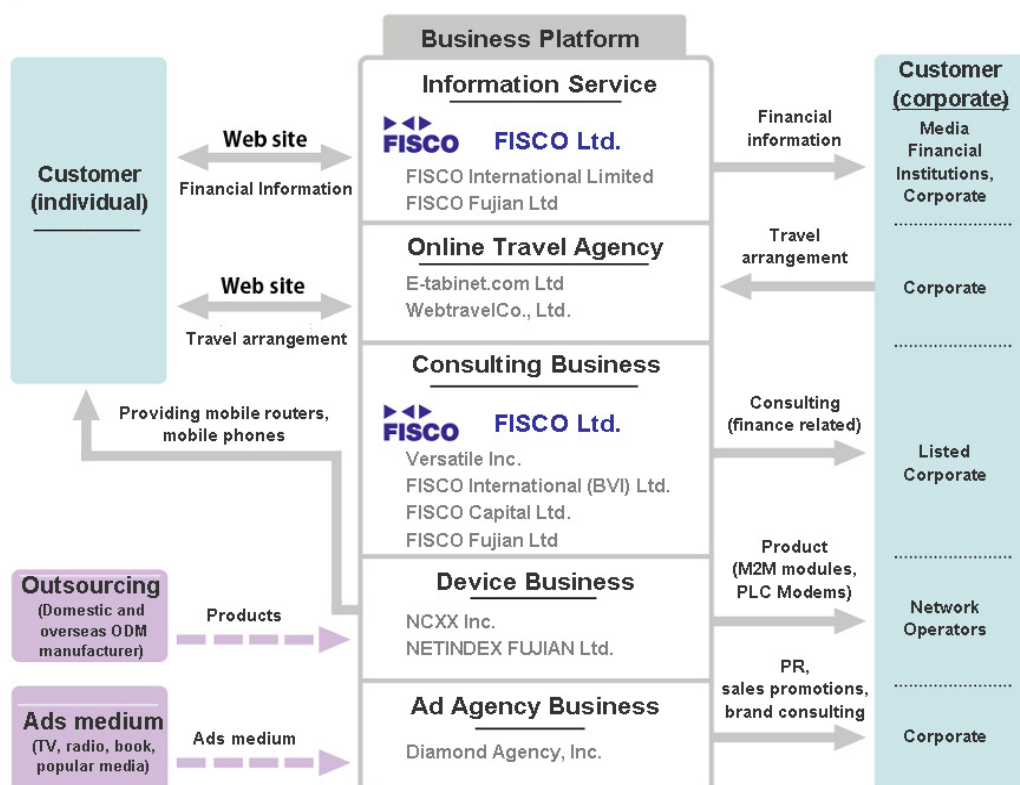 Business Platform
Customer
(individual)
Web site
Financial Information
Web site
Travel arrangement
Providing mobile routers,
mobile phones
Outsourcing
(Domestic and
overseas ODM
manufacturer)
Products
Ads medium
(TV, radio, book,
popular media)
Ads medium
Information Service
FISCO
FISCO Ltd.
FISCO International Limited
FISCO Fujian Ltd
Online Travel Agency
E-tabinet.com Ltd
WebtravelCo., Ltd.
Consulting Business
FISCO
FISCO Ltd.
Versatile Inc.
FISCO International (BVI) Ltd.
FISCO Capital Ltd.
FISCO Fujian Ltd
Device Business
NCXX Inc.
NETINDEX FUJIAN Ltd.
Ad Agency Business
Diamond Agency, Inc.
Financial
information
Travel
arrangement
Consulting
(finance related)
Product
(M2M modules,
PLC Modems)
PR,
sales promotions,
brand consulting
Customer
(corporate)
Media
Financial
Institutions,
Corporate
Corporate
Listed
Corporate
Network
Operators
Corporate